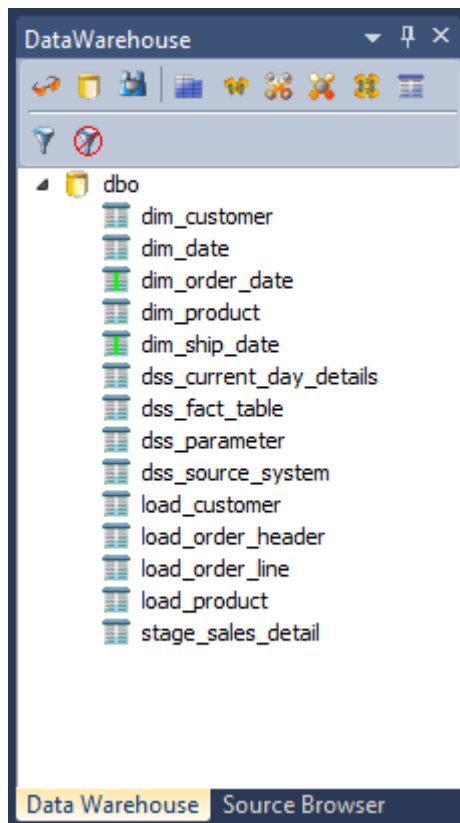 DataWarehouse
dbo
dim_customer
dim_date
dim_order_date
dim_product
dim_ship_date
dss_current_day_details
dss_fact_table
dss_parameter
dss_source_system
load_customer
load_order_header
load_order_line
load_product
stage_sales_detail
Data Warehouse Source Browser